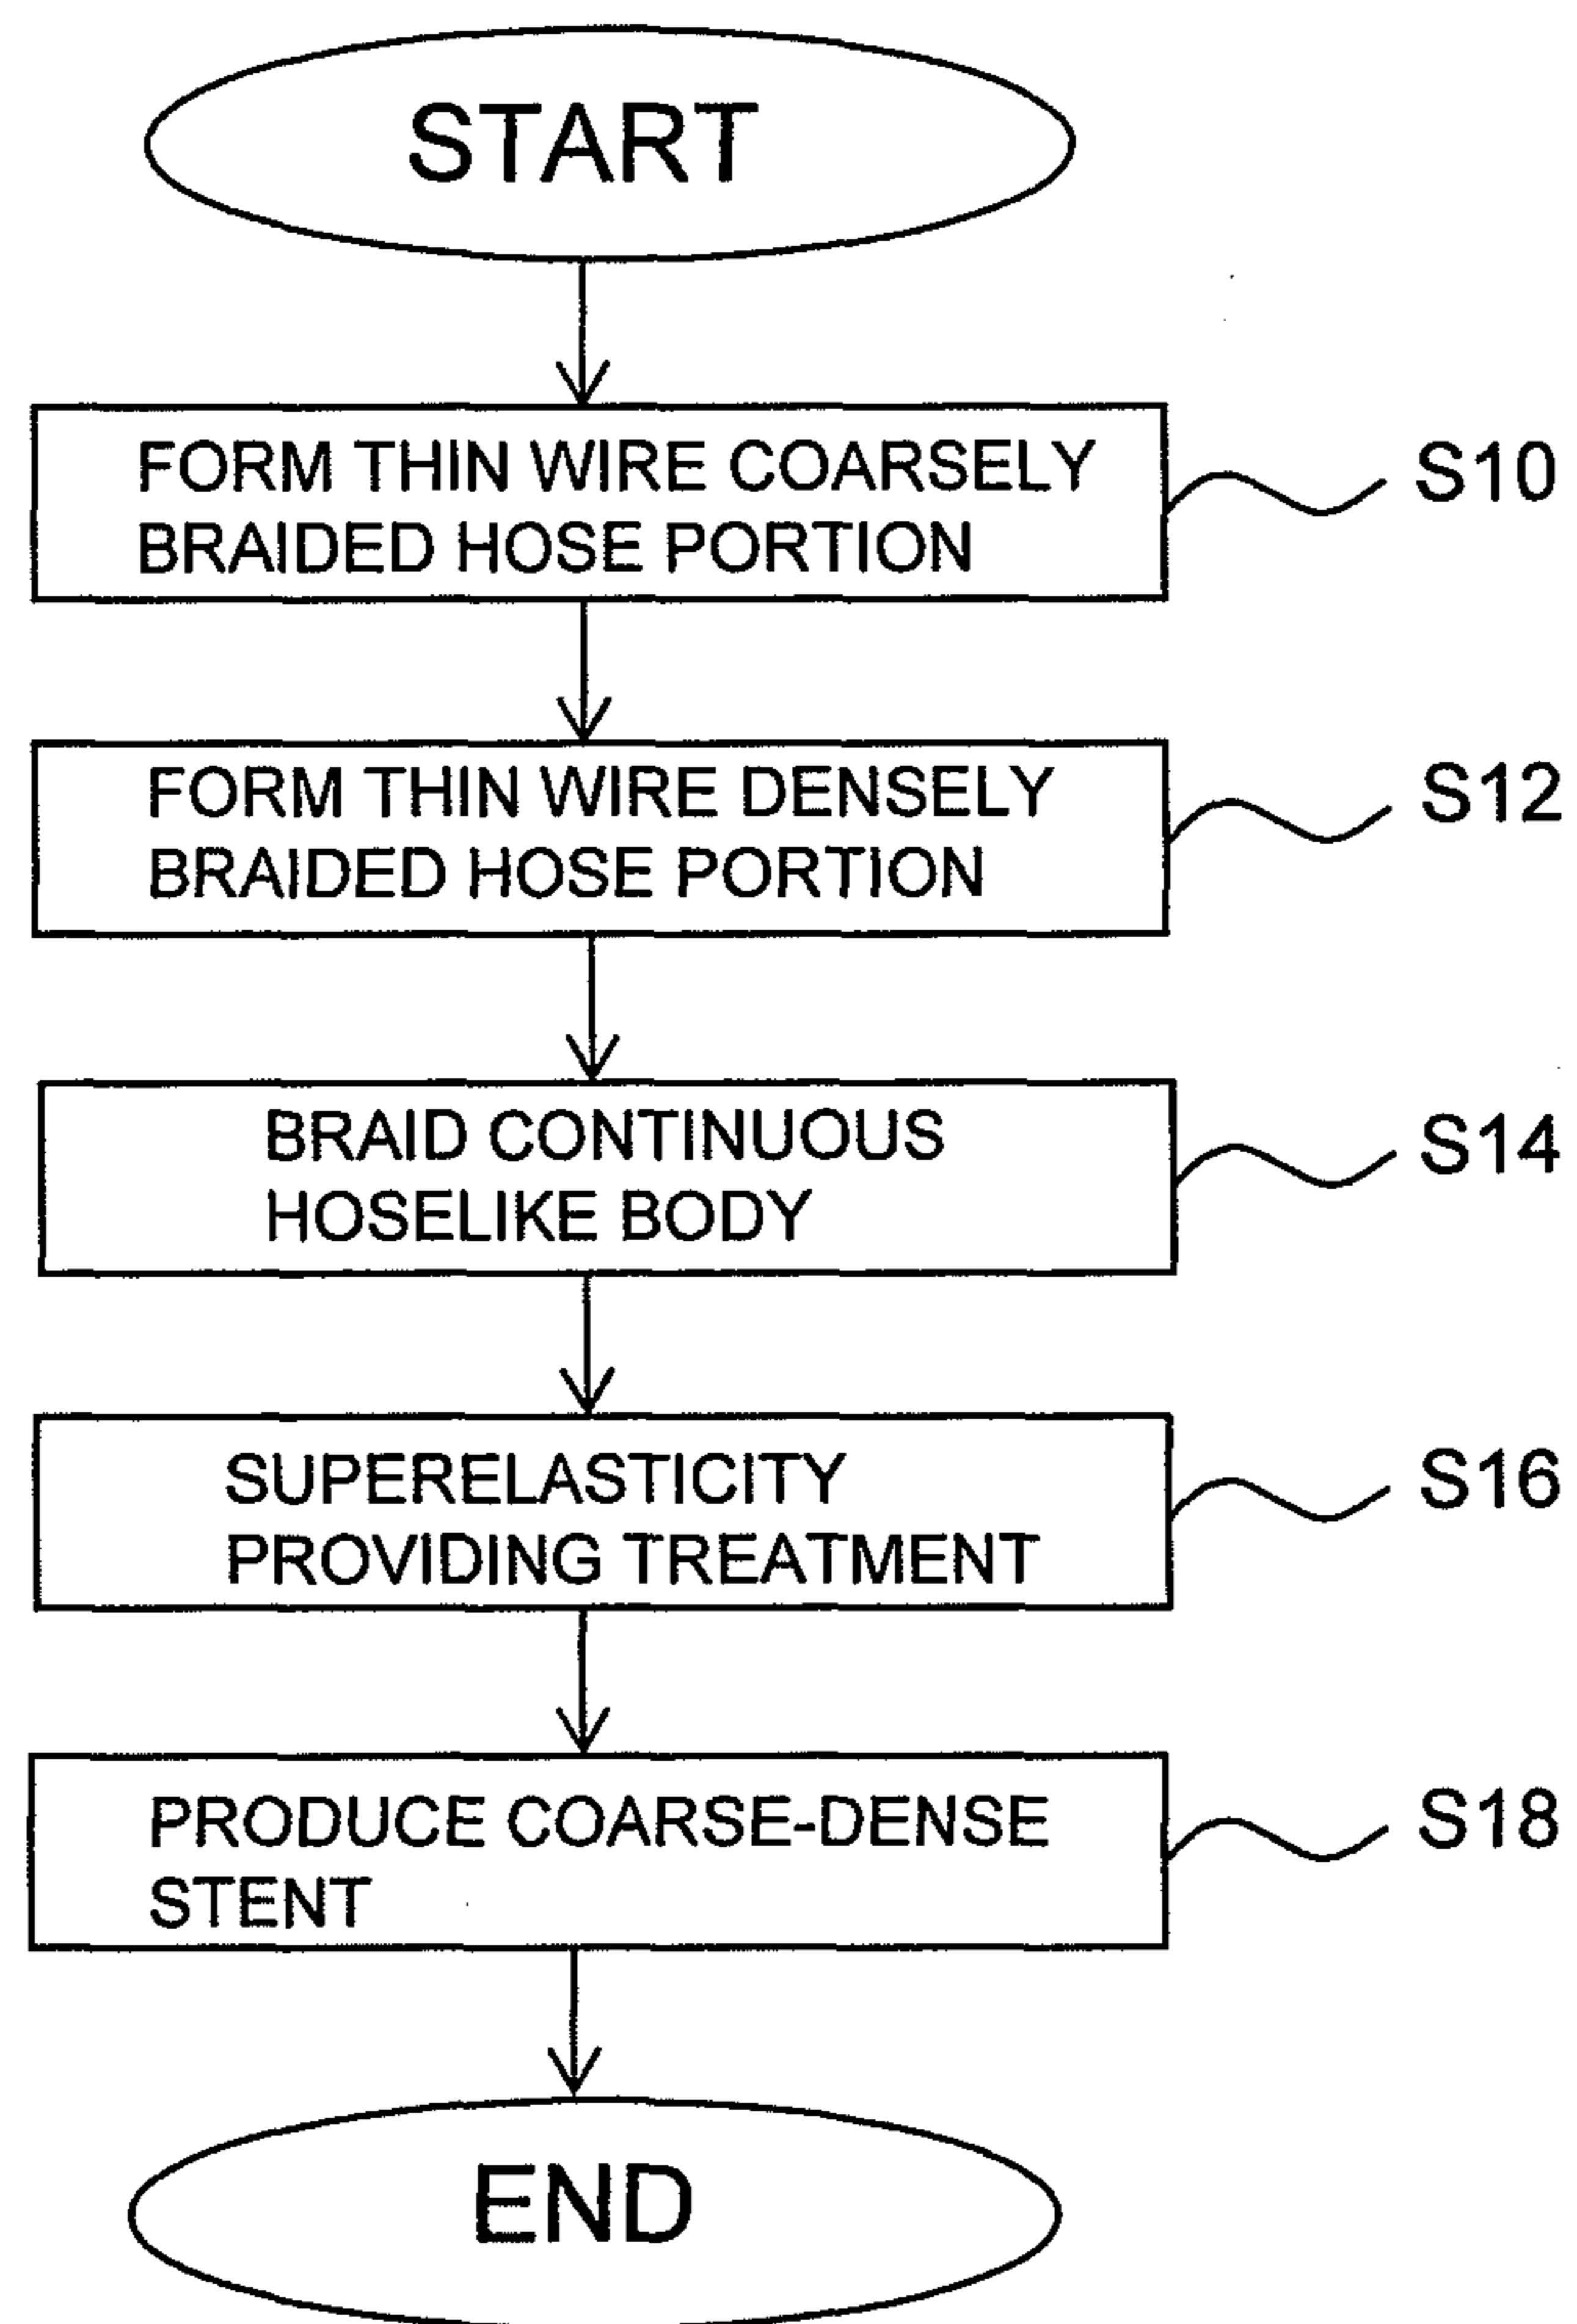 START
FORM THIN WIRE COARSELY
BRAIDED HOSE PORTION
S10
FORM THIN WIRE DENSELY
BRAIDED HOSE PORTION
S12
BRAID CONTINUOUS
HOSELIKE BODY
S14
SUPERELASTICITY
PROVIDING TREATMENT
S16
PRODUCE COARSE-DENSE
STENT
S18
END